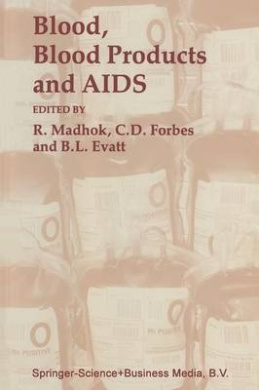 Blood,
Blood Products
and AIDS
EDITED BY
R. Madhok, C.D. Forbes
and B.L. Evatt
O
O
O
Springer-Science+Business Media, B.V.